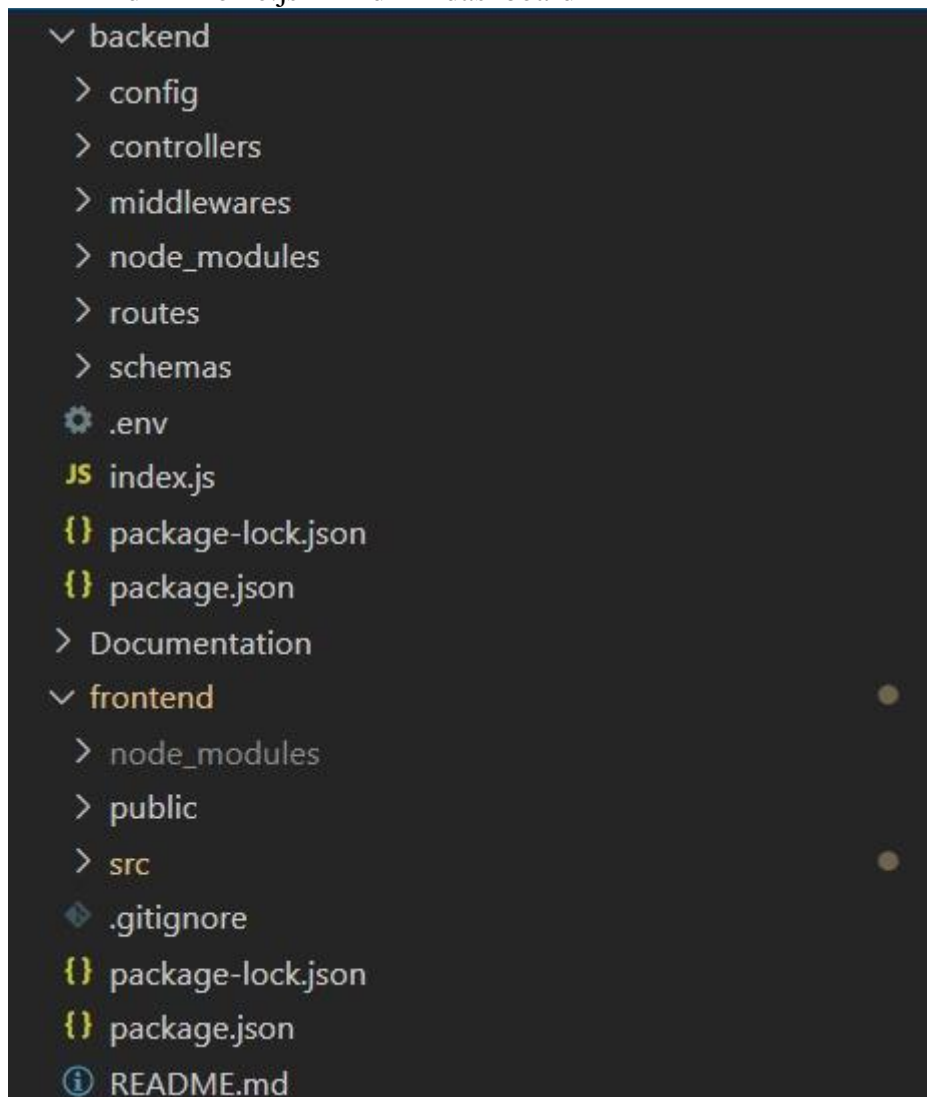 backend
config
controllers
middlewares
node_modules
routes
schemas
.env
JS index.js
{} package-lock.json
{} package.json
Documentation
frontend
node_modules
public
src
.gitignore
{} package-lock.json
{} package.json
README.md